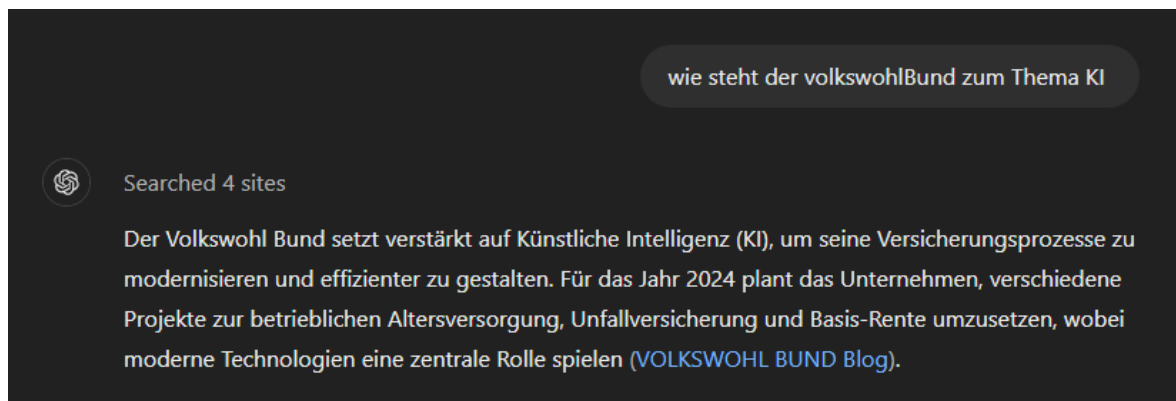 wie steht der volkswohlBund zum Thema KI
Searched 4 sites
Der Volkswohl Bund setzt verstärkt auf Künstliche Intelligenz (KI), um seine Versicherungsprozesse zu
modernisieren und effizienter zu gestalten. Für das Jahr 2024 plant das Unternehmen, verschiedene
Projekte zur betrieblichen Altersversorgung, Unfallversicherung und Basis-Rente umzusetzen, wobei
moderne Technologien eine zentrale Rolle spielen (VOLKSWOHL BUND Blog).